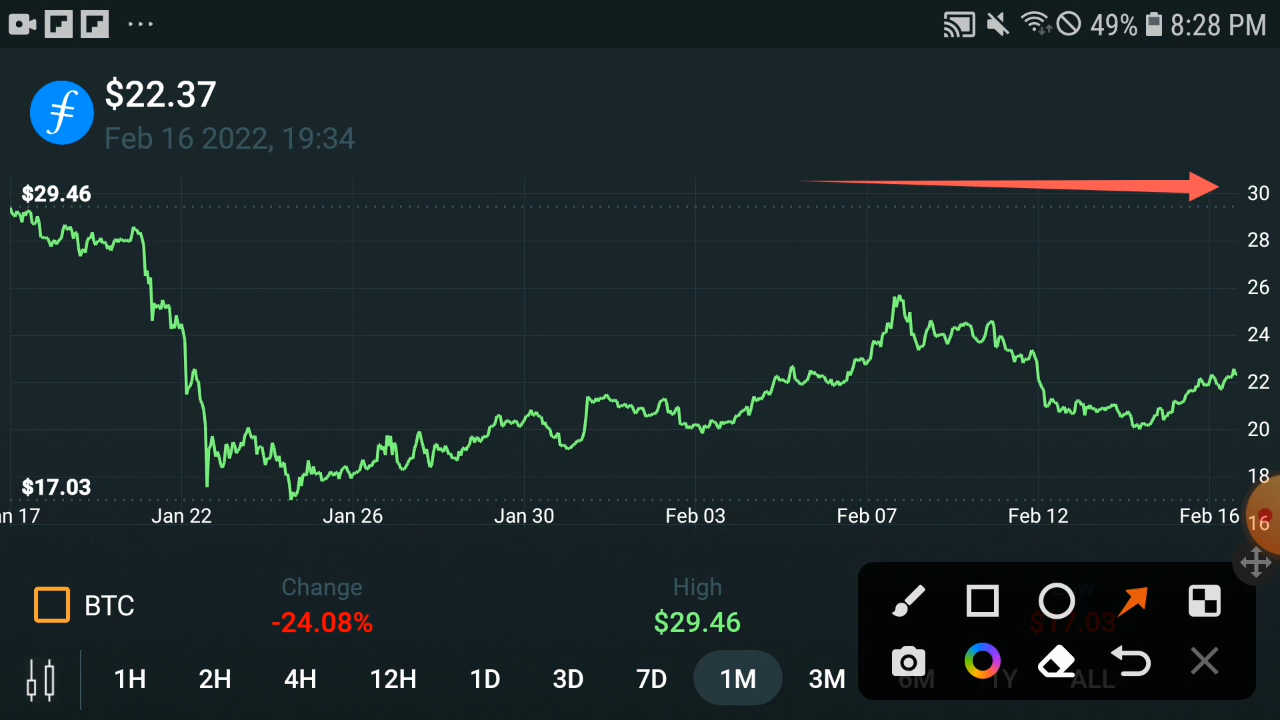 49% 8:28 PM
$22.37
Feb 16 2022, 19:34
$29.46
30
28
26
24
22
20
18
16
$17.03
n 17 Jan 22 Jan 26 Jan 30 Feb 03 Feb 07 Feb 12 Feb 16
BTC
Change
-24.08%
High
$29.46
w
$17.03
1H 2H 4H 12H 1D 3D 7D 1M 3M 6M 1Y ALL